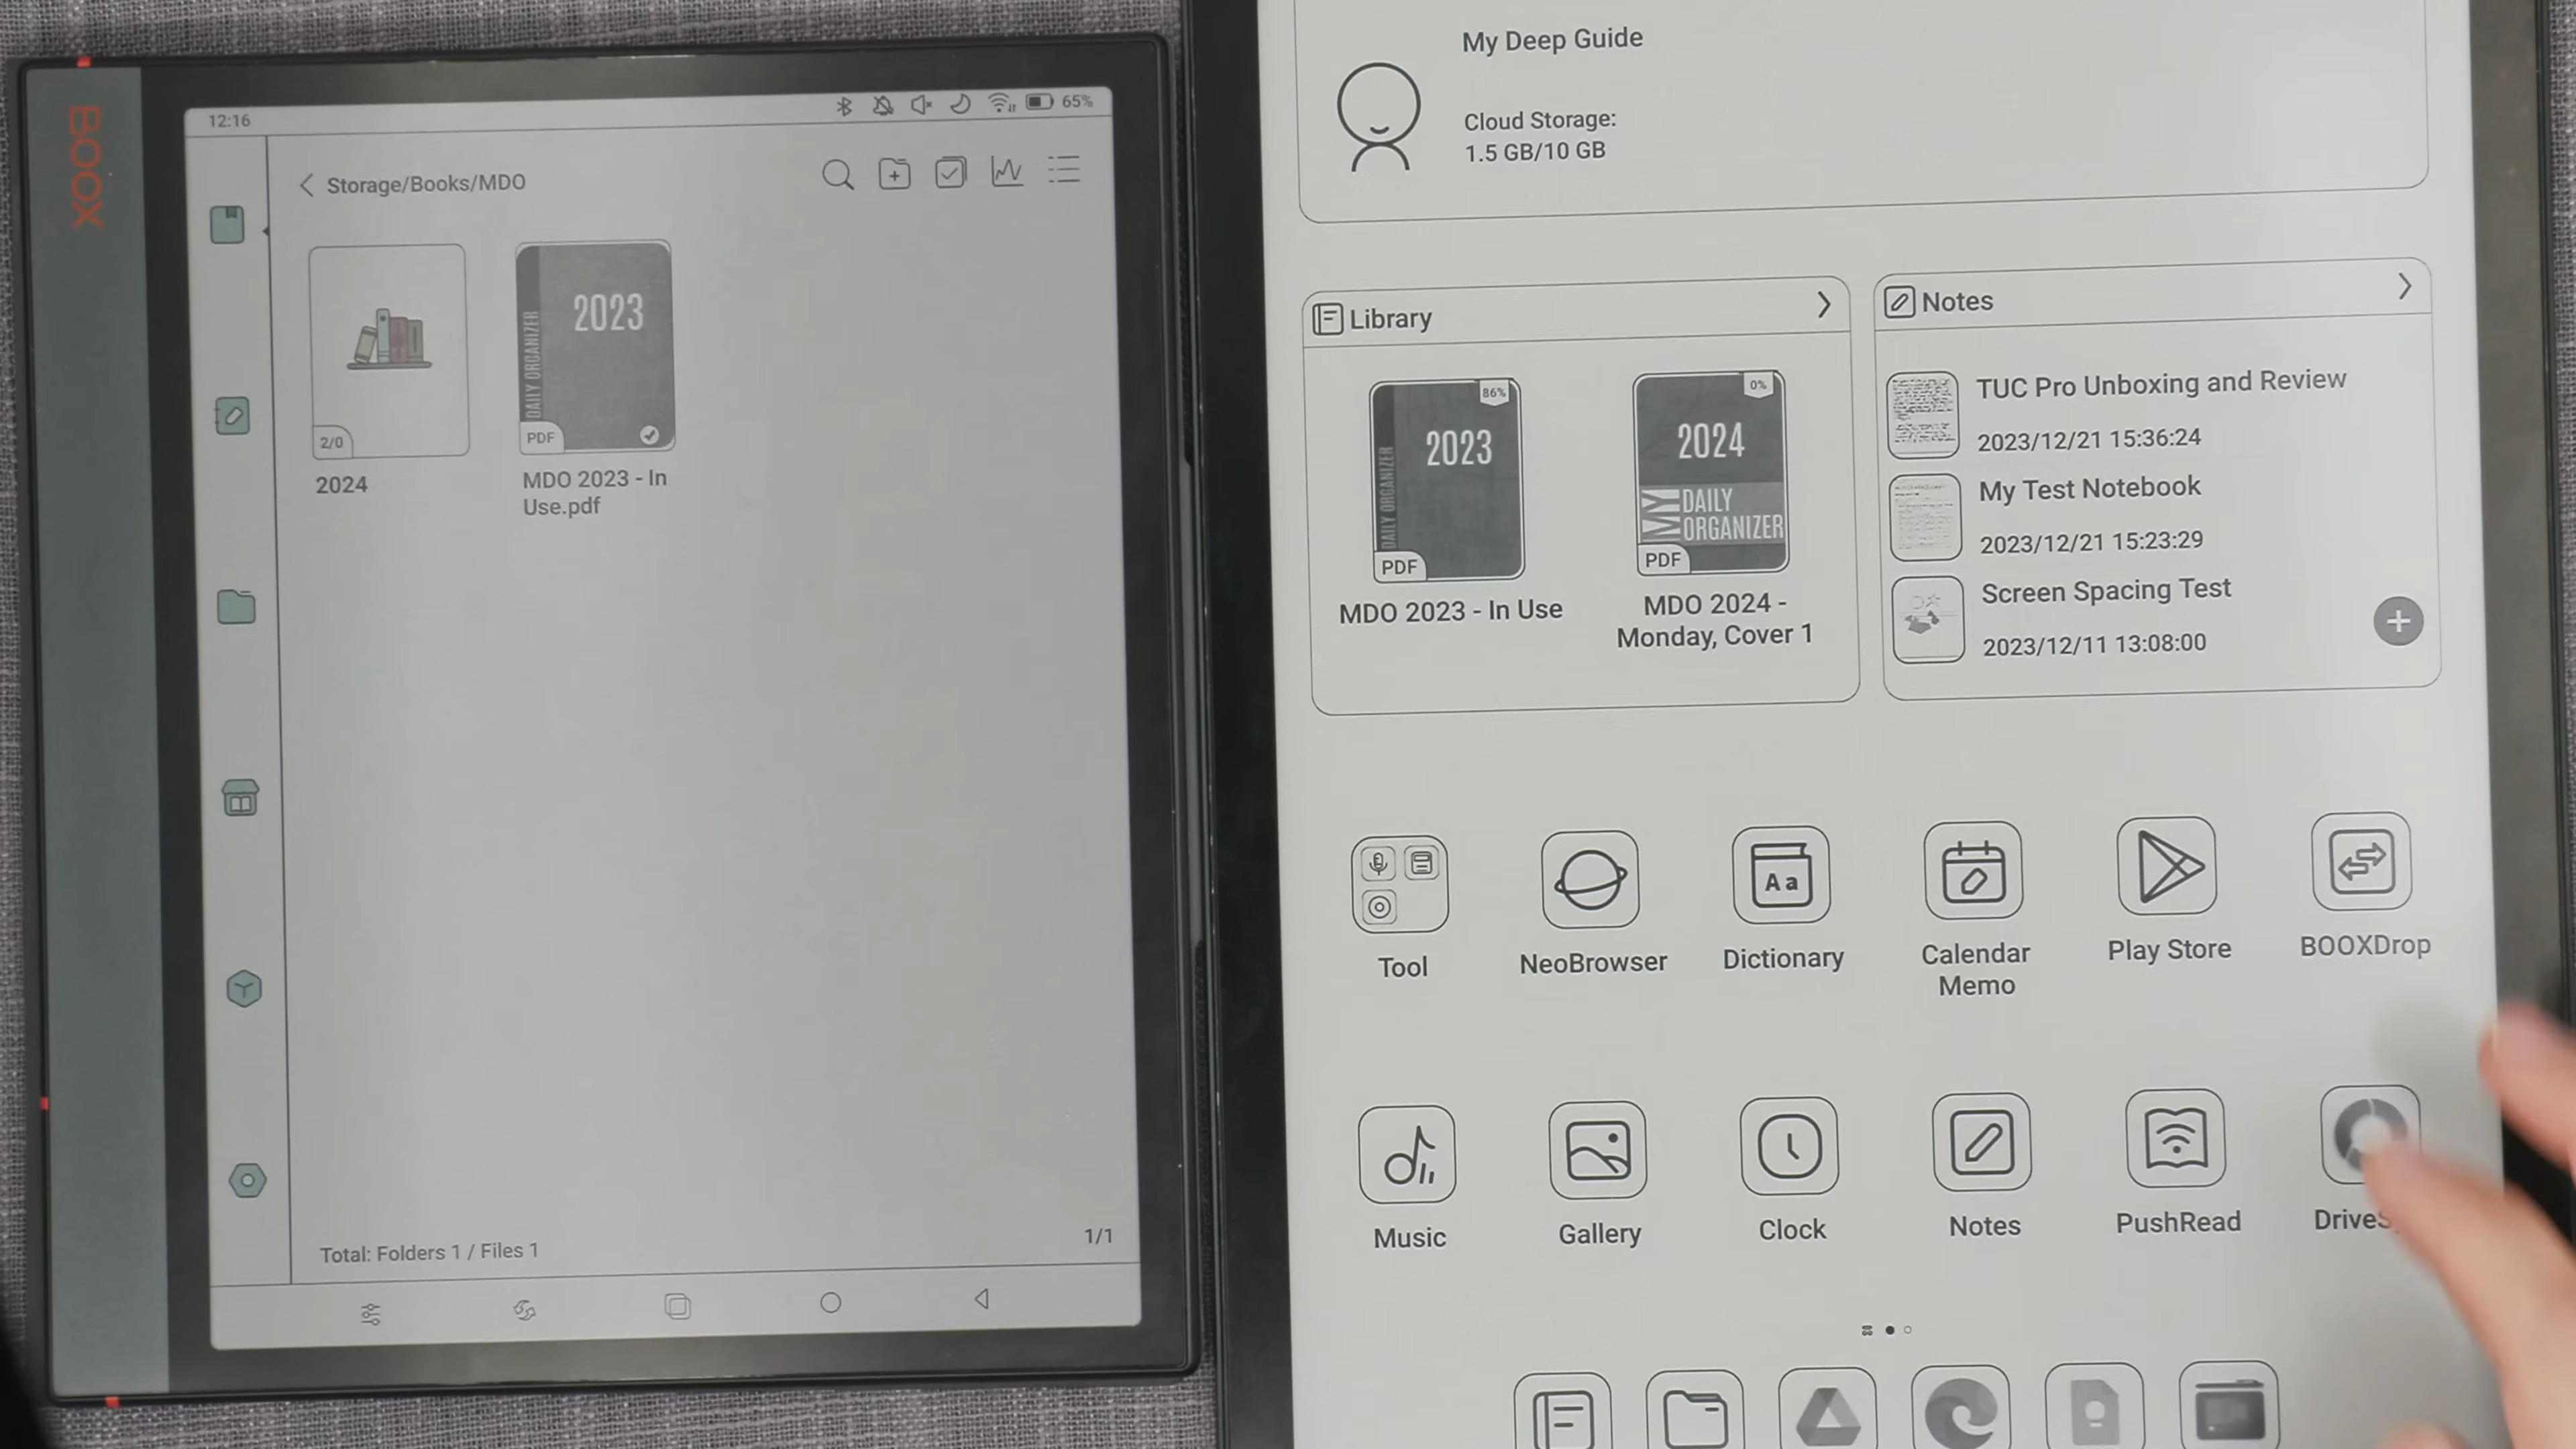 BOOX
12:16
65%
Storage/Books/MDO
2/0
2024
2023
DAILY ORGANIZER
PDF
MDO 2023 - In
Use.pdf
Total: Folders 1 / Files 1
1/1
My Deep Guide
Cloud Storage:
1.5 GB/10 GB
Library
86%
2023
DAILY ORGANIZER
PDF
MDO 2023 - In Use
0%
2024
MY DAILY
ORGANIZER
PDF
MDO 2024 -
Monday, Cover 1
Notes
TUC Pro Unboxing and Review
2023/12/21 15:36:24
My Test Notebook
2023/12/21 15:23:29
Screen Spacing Test
2023/12/11 13:08:00
Tool
NeoBrowser
Aa
Dictionary
Calendar
Memo
Play Store
BOOXDrop
Music
Gallery
Clock
Notes
PushRead